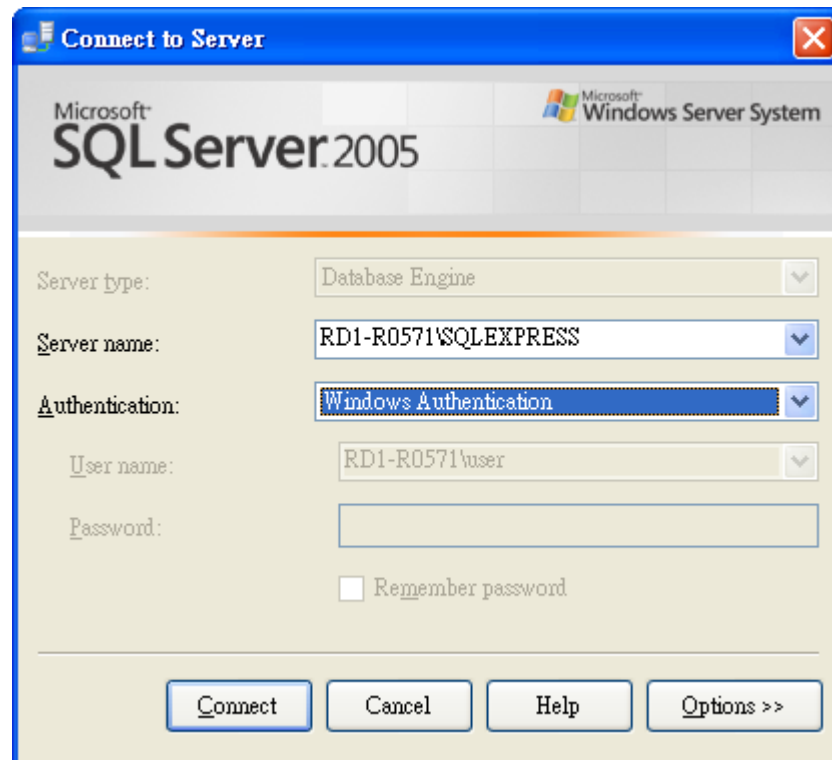 Connect to Server
Microsoft
SQL Server 2005
Microsoft
Windows Server System
Server type: Database Engine
Server name: RD1-R0571\SQLEXPRESS
Authentication: Windows Authentication
User name: RD1-R0571\user
Password:
Remember password
Connect Cancel Help Options >>